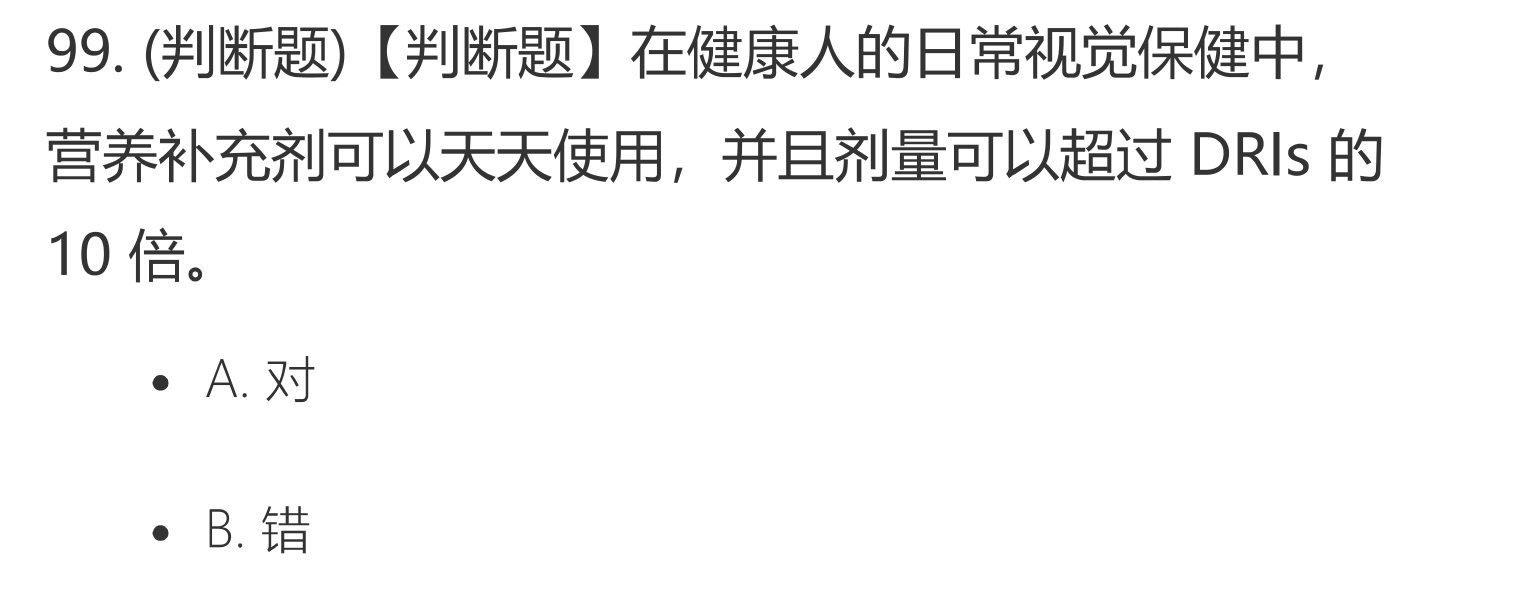 99. (判断题)【判断题】在健康人的日常视觉保健中，
营养补充剂可以天天使用，并且剂量可以超过 DRIs 的
10 倍。
• A. 对
• B. 错